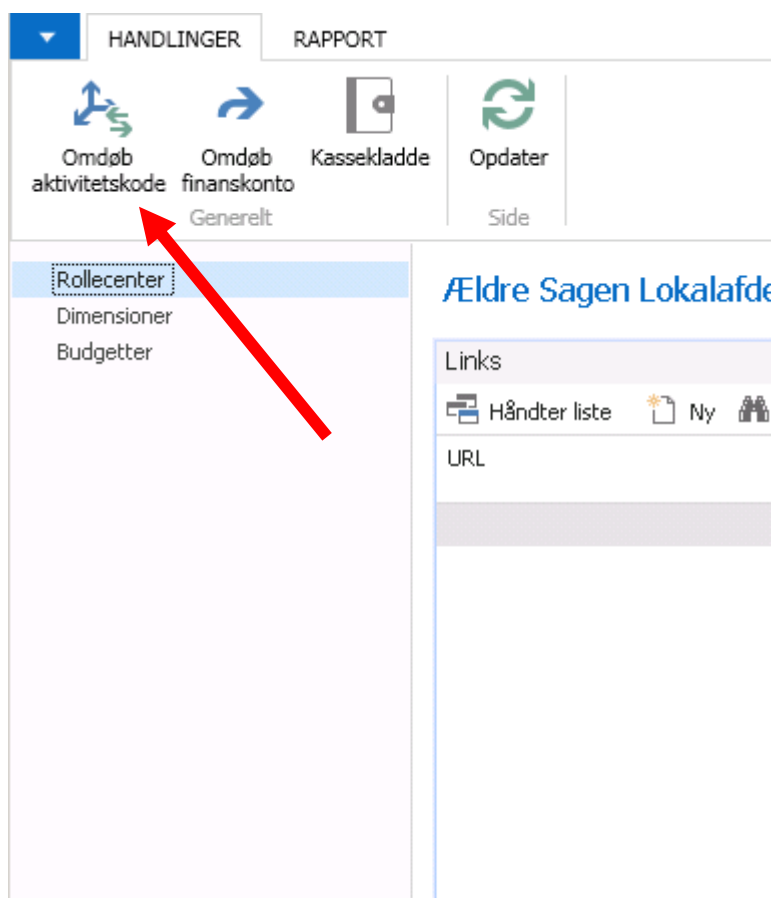 HANDLINGER RAPPORT
Omdøb Omdøb Kassekladde Opdater
aktivitetskode finanskonto
Generelt Side
Rollecenter
Dimensioner
Budgetter
Ældre Sagen Lokalafde
Links
Håndter liste Ny
URL